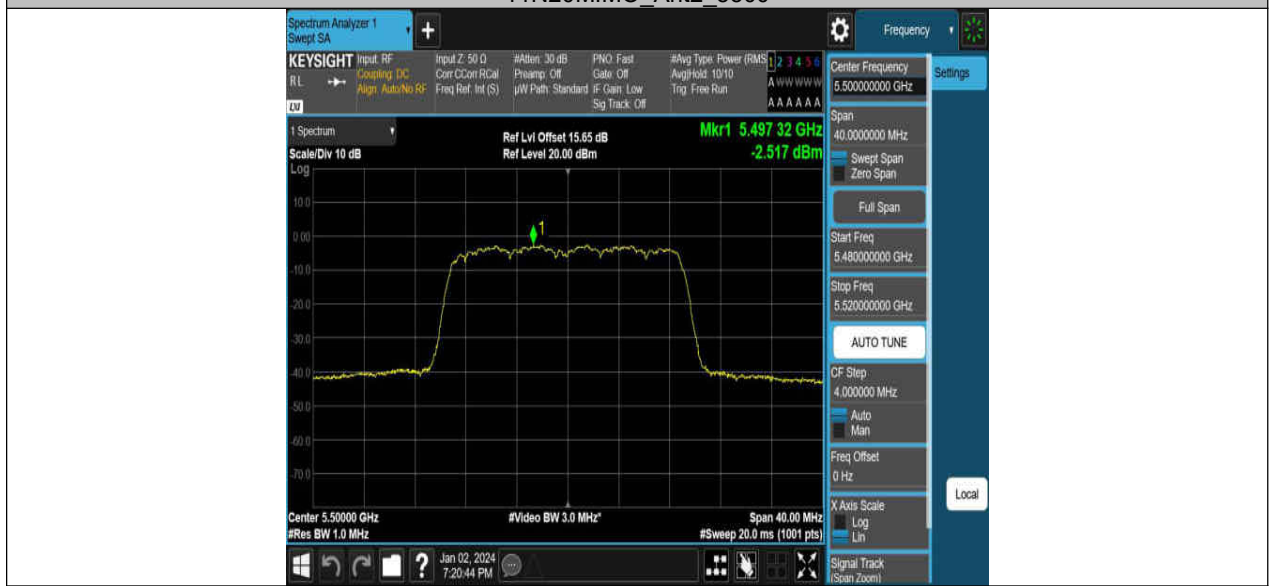 Spectrum Analyzer 1
Swept SA
+
Frequency
KEYSIGHT
RL
Input: RF
Coupling: DC
Align: Auto/No RF
Input Z: 50 Ω
Corr CCorr RCal
Freq Ref: Int (S)
#Atten: 30 dB
Preamp: Off
µW Path: Standard
PNO: Fast
Gate: Off
IF Gain: Low
Sig Track: Off
#Avg Type: Power (RMS
Avg|Hold: 10/10
Trig: Free Run
1 2 3 4 5 6
A W W W W W
A A A A A A
1 Spectrum
Scale/Div 10 dB
Log
Ref Lvl Offset 15.65 dB
Ref Level 20.00 dBm
Mkr1 5.497 32 GHz
-2.517 dBm
1
10.0
0.00
-10.0
-20.0
-30.0
-40.0
-50.0
-60.0
-70.0
Center 5.50000 GHz
#Res BW 1.0 MHz
#Video BW 3.0 MHz*
Span 40.00 MHz
#Sweep 20.0 ms (1001 pts)
Jan 02, 2024
7:20:44 PM
?
Center Frequency
5.500000000 GHz
Settings
Span
40.0000000 MHz
Swept Span
Zero Span
Full Span
Start Freq
5.480000000 GHz
Stop Freq
5.520000000 GHz
AUTO TUNE
CF Step
4.000000 MHz
Auto
Man
Freq Offset
0 Hz
X Axis Scale
Log
Lin
Local
Signal Track
(Span Zoom)